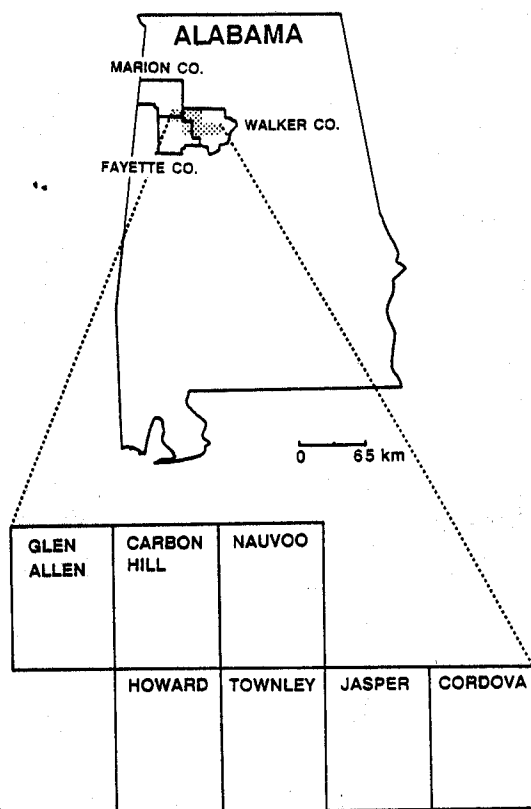 ALABAMA
MARION CO.
WALKER CO.
FAYETTE CO.
0 65 km
GLEN
ALLEN
CARBON
HILL
NAUVOO
HOWARD
TOWNLEY
JASPER
CORDOVA